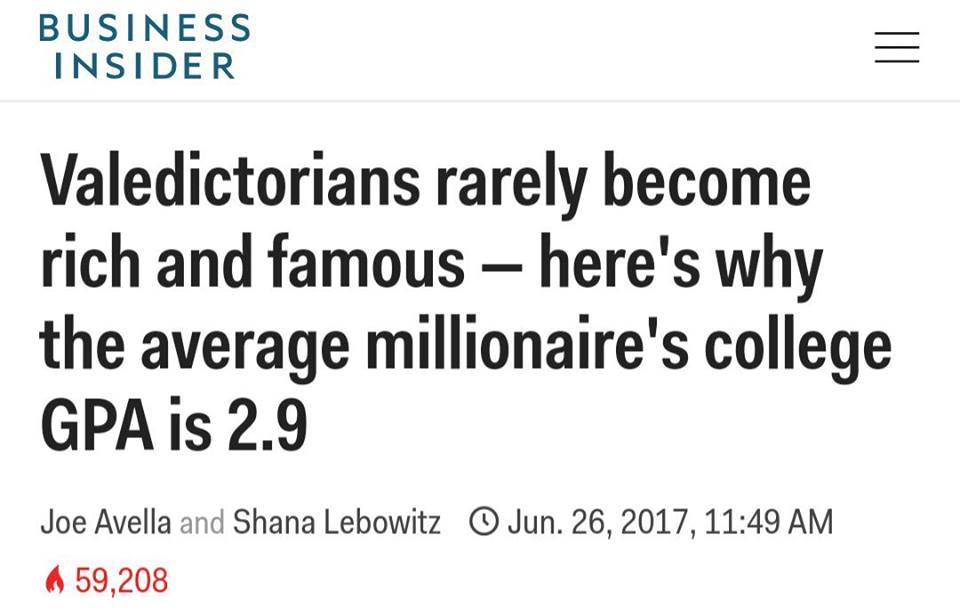 BUSINESS
INSIDER
Valedictorians rarely become
rich and famous — here's why
the average millionaire's college
GPA is 2.9
Joe Avella and Shana Lebowitz Jun. 26, 2017, 11:49 AM
59,208